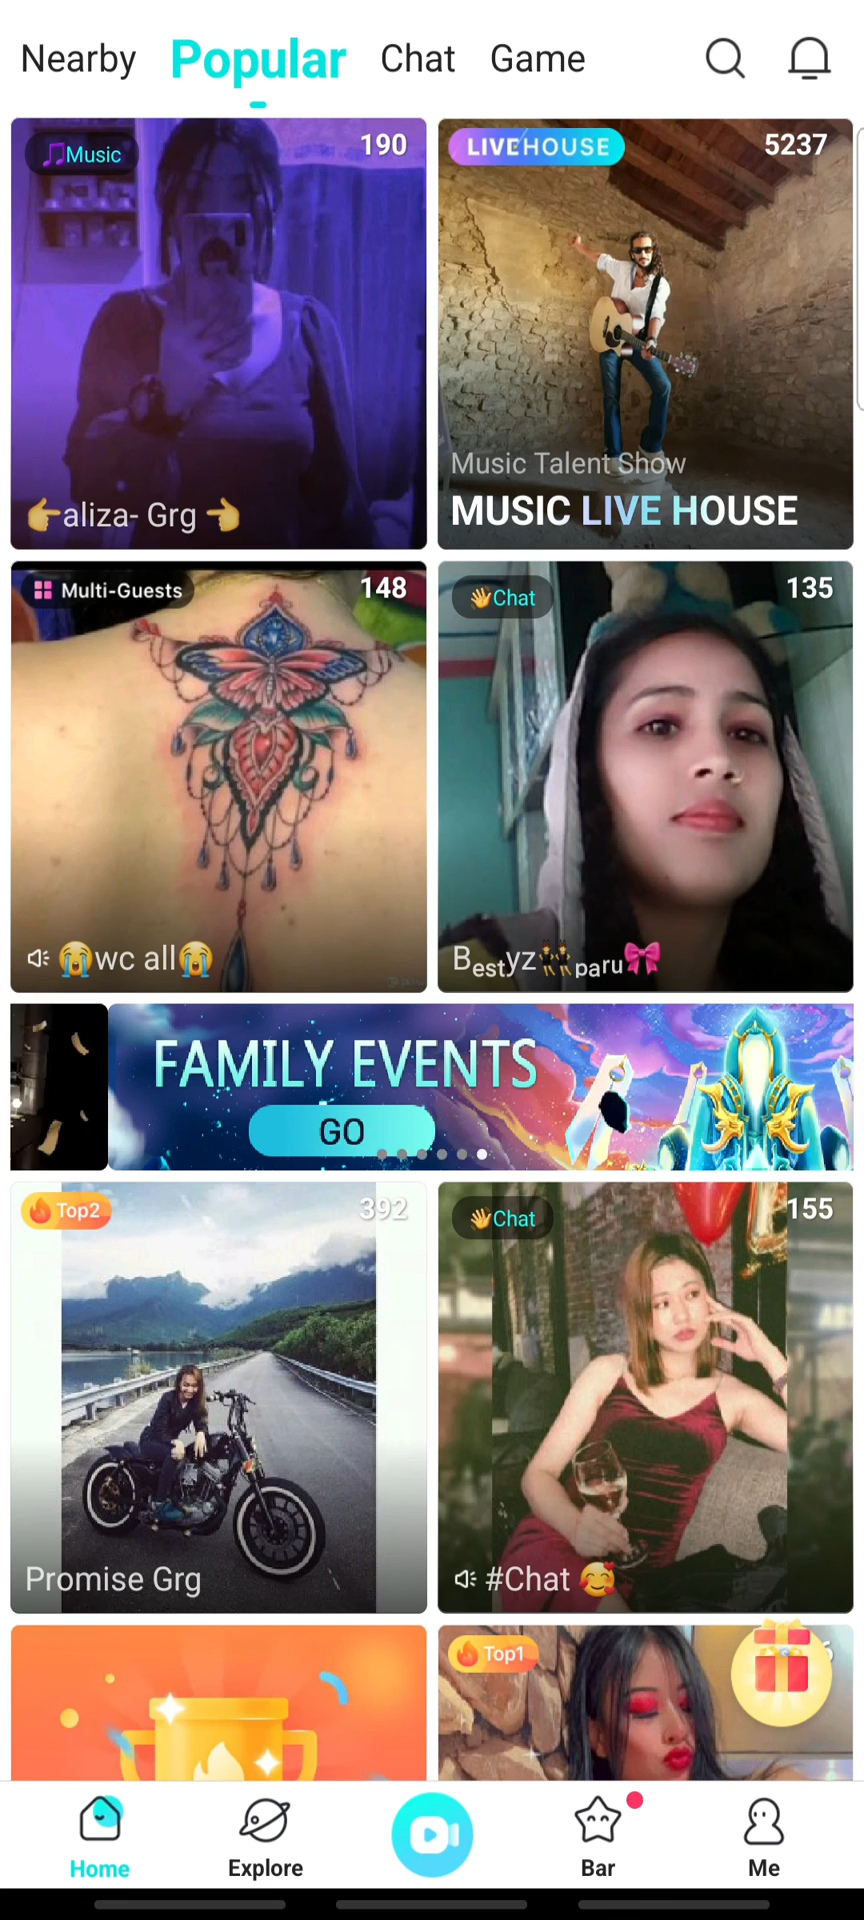 Nearby Popular Chat Game
🎵Music 190
👉aliza- Grg 👈
LIVEHOUSE 5237
Music Talent Show
MUSIC LIVE HOUSE
Multi-Guests 148
😭wc all😭
👋Chat 135
Bestyz👯paru🎀
FAMILY EVENTS
GO
Top2 392
Promise Grg
👋Chat 155
#Chat 🥰
Top1
Home Explore Bar Me